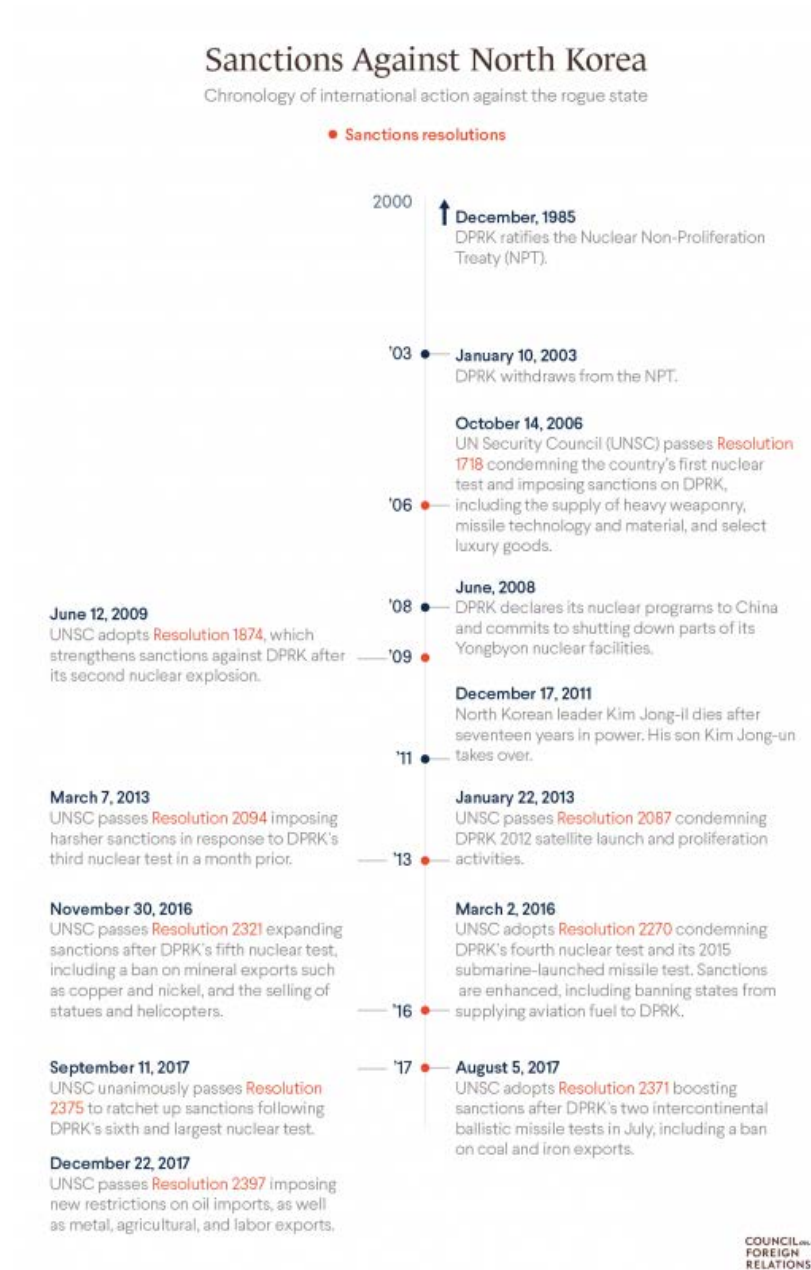 Sanctions Against North Korea
Chronology of international action against the rogue state
Sanctions resolutions
2000
December, 1985
DPRK ratifies the Nuclear Non-Proliferation
Treaty (NPT).
'03
January 10, 2003
DPRK withdraws from the NPT.
October 14, 2006
UN Security Council (UNSC) passes Resolution
1718 condemning the country's first nuclear
test and imposing sanctions on DPRK,
including the supply of heavy weaponry,
missile technology and material, and select
luxury goods.
'06
June, 2008
DPRK declares its nuclear programs to China
and commits to shutting down parts of its
Yongbyon nuclear facilities.
'08
June 12, 2009
UNSC adopts Resolution 1874, which
strengthens sanctions against DPRK after
its second nuclear explosion.
'09
December 17, 2011
North Korean leader Kim Jong-il dies after
seventeen years in power. His son Kim Jong-un
takes over.
'11
January 22, 2013
UNSC passes Resolution 2087 condemning
DPRK 2012 satellite launch and proliferation
activities.
'13
March 7, 2013
UNSC passes Resolution 2094 imposing
harsher sanctions in response to DPRK's
third nuclear test in a month prior.
March 2, 2016
UNSC adopts Resolution 2270 condemning
DPRK's fourth nuclear test and its 2015
submarine-launched missile test. Sanctions
are enhanced, including banning states from
supplying aviation fuel to DPRK.
'16
November 30, 2016
UNSC passes Resolution 2321 expanding
sanctions after DPRK's fifth nuclear test,
including a ban on mineral exports such
as copper and nickel, and the selling of
statues and helicopters.
'17
August 5, 2017
UNSC adopts Resolution 2371 boosting
sanctions after DPRK's two intercontinental
ballistic missile tests in July, including a ban
on coal and iron exports.
September 11, 2017
UNSC unanimously passes Resolution
2375 to ratchet up sanctions following
DPRK's sixth and largest nuclear test.
December 22, 2017
UNSC passes Resolution 2397 imposing
new restrictions on oil imports, as well
as metal, agricultural, and labor exports.
COUNCIL on
FOREIGN
RELATIONS